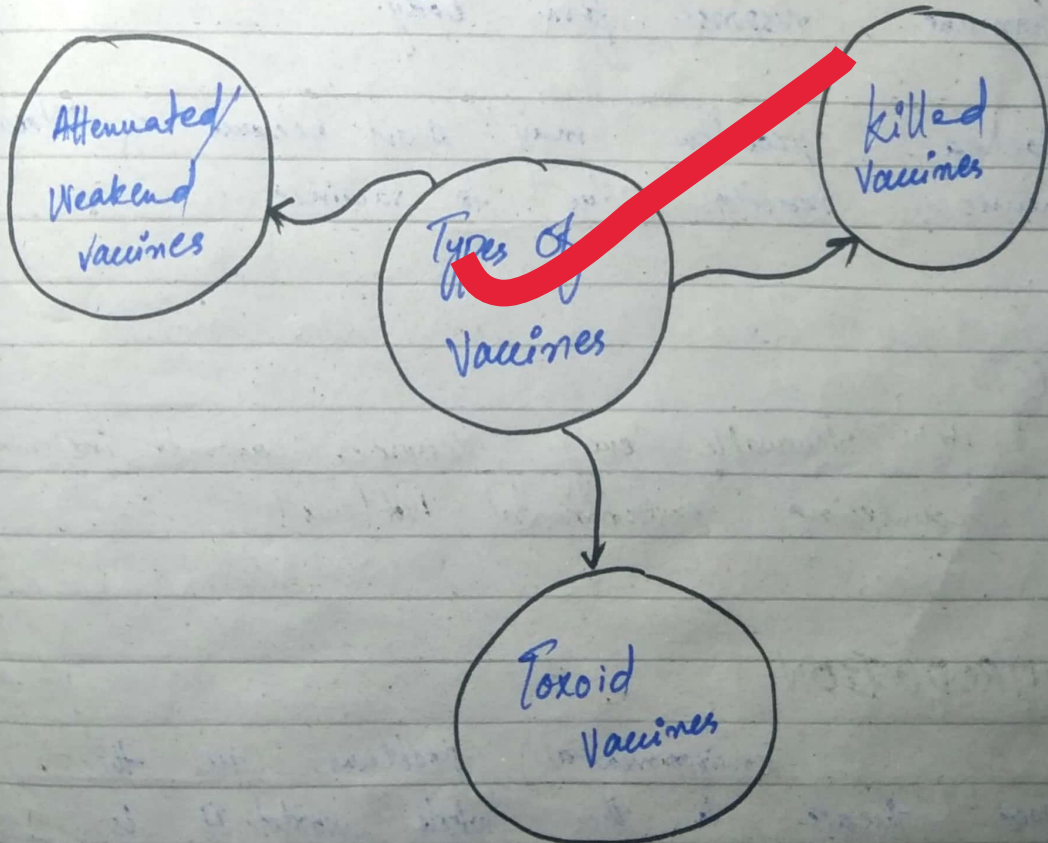 Attenuated/
Weakend
Vaccines
killed
Vaccines
Types Of
Vaccines
Toxoid
Vaccines